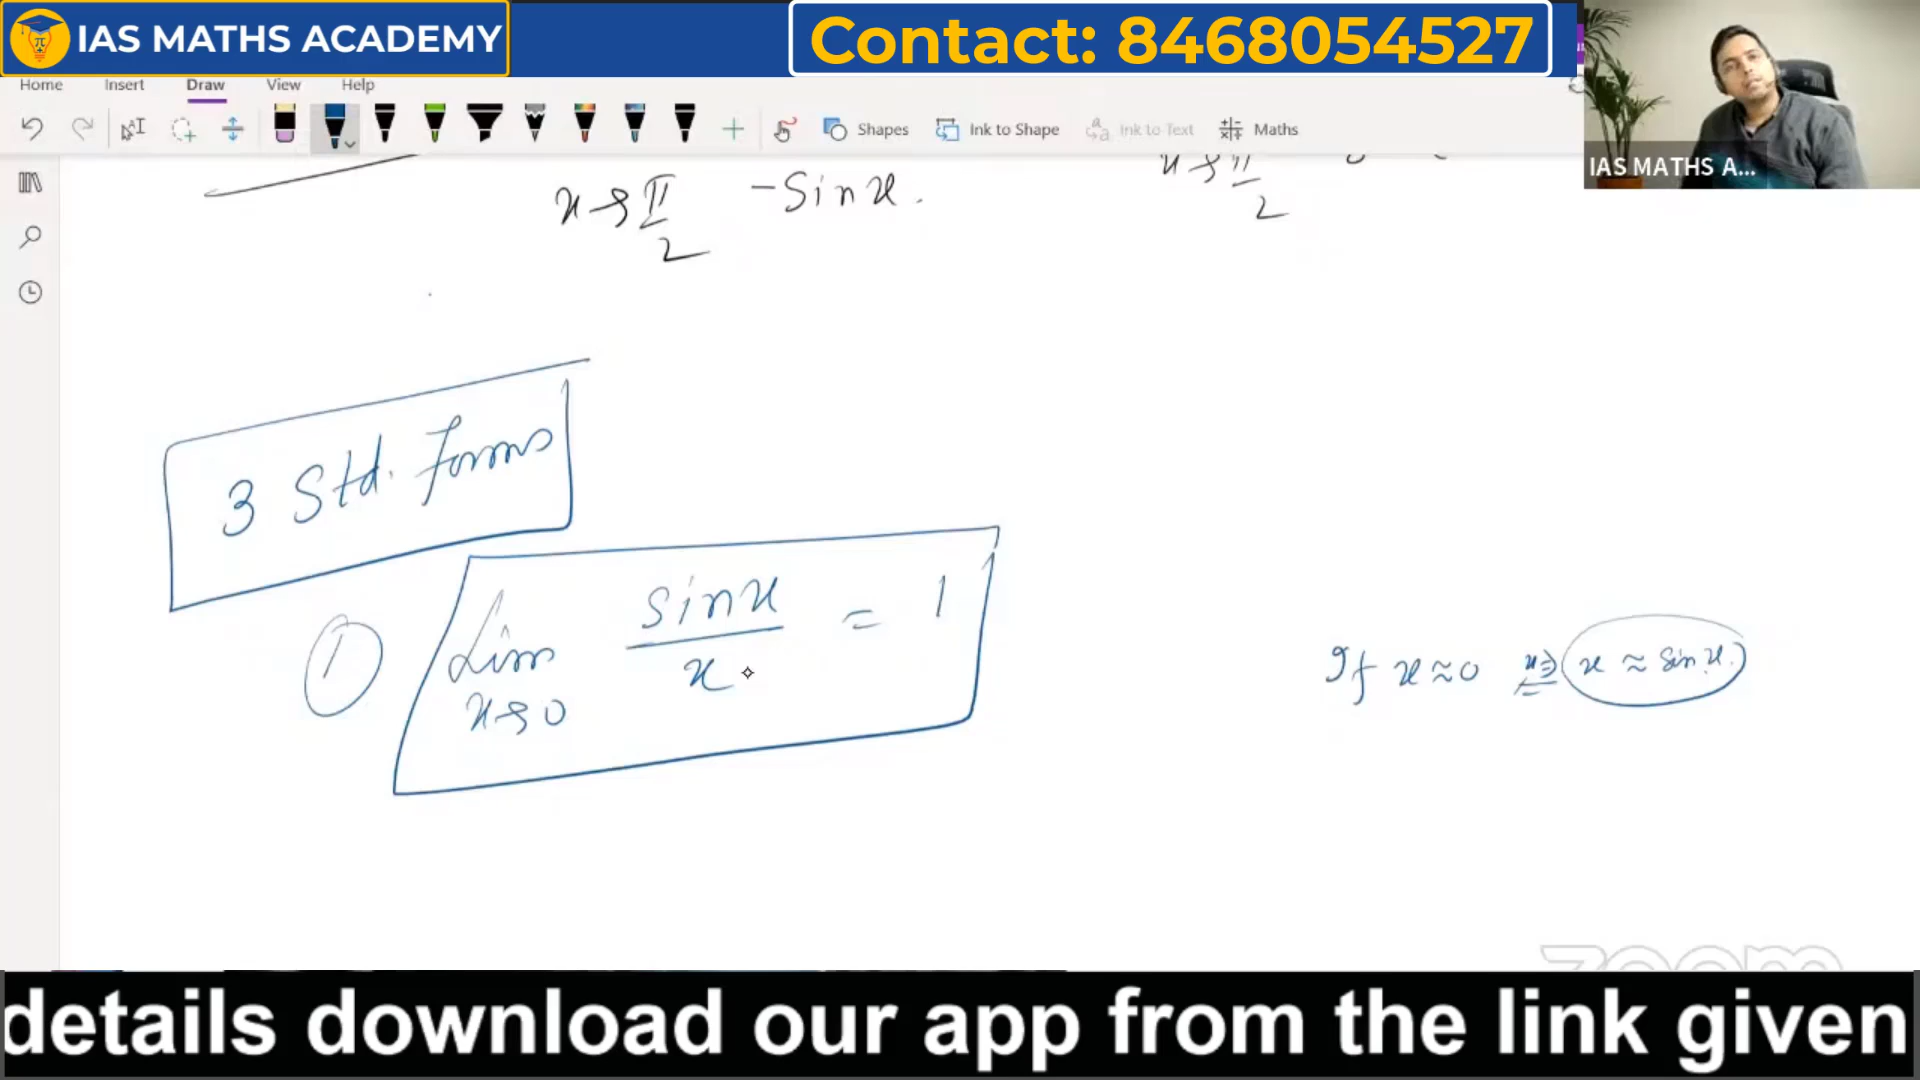 IAS MATHS ACADEMY
Contact: 8468054527
Home Insert Draw View Help
Shapes Ink to Shape Ink to Text Maths
IAS MATHS A...
x→π/2 -Sin x.
x→π/2
3 Std. Forms
① Lim x→0 sin x / x = 1
If x≈0 ⇒ x ≈ Sin x.
zoom
details download our app from the link given